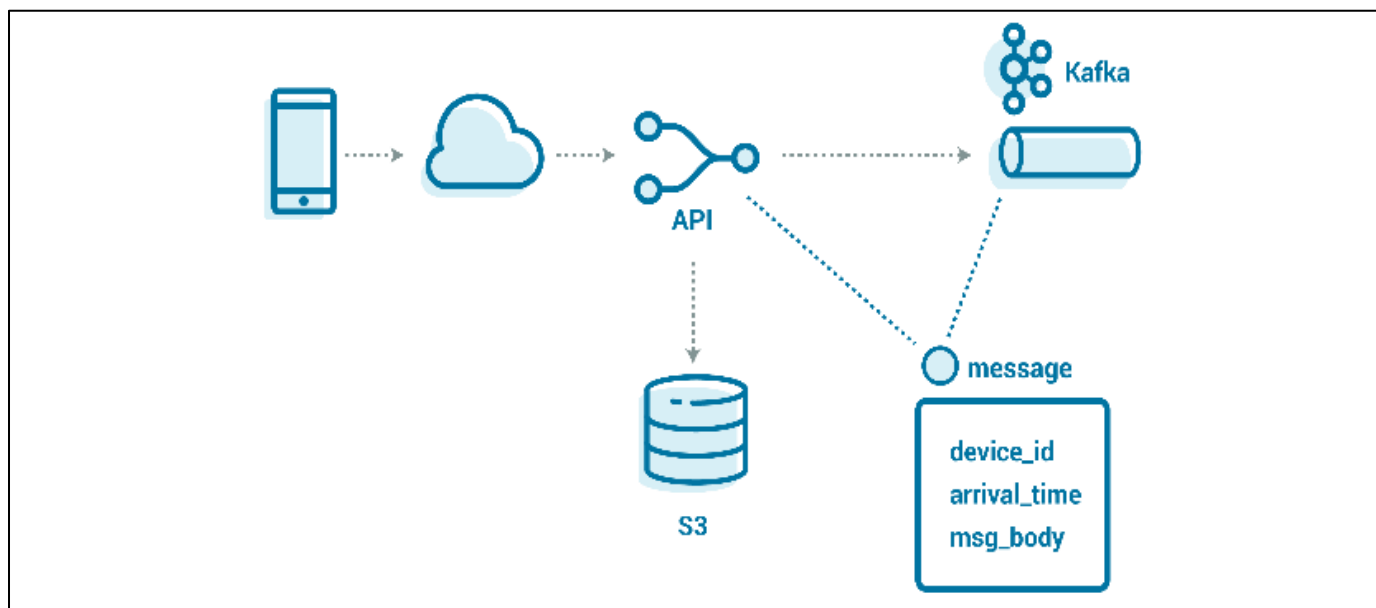 Kafka
API
message
device_id
arrival_time
msg_body
S3